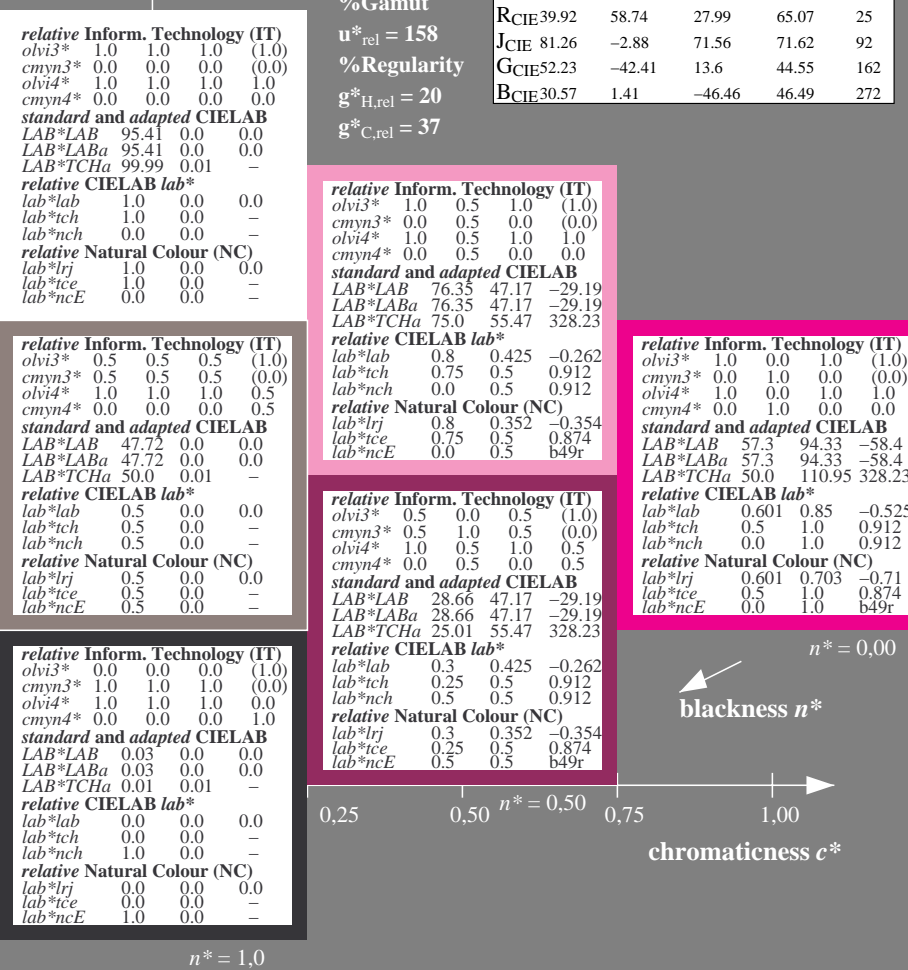 %Gamut
u*rel = 158
%Regularity
g*H,rel = 20
g*C,rel = 37
RCIE 39.92 58.74 27.99 65.07 25
JCIE 81.26 −2.88 71.56 71.62 92
GCIE 52.23 −42.41 13.6 44.55 162
BCIE 30.57 1.41 −46.46 46.49 272
relative Inform. Technology (IT)
olvi3* 1.0 1.0 1.0 (1.0)
cmyn3* 0.0 0.0 0.0 (0.0)
olvi4* 1.0 1.0 1.0 1.0
cmyn4* 0.0 0.0 0.0 0.0
standard and adapted CIELAB
LAB*LAB 95.41 0.0 0.0
LAB*LABa 95.41 0.0 0.0
LAB*TCHa 99.99 0.01 –
relative CIELAB lab*
lab*lab 1.0 0.0 0.0
lab*tch 1.0 0.0 –
lab*nch 0.0 0.0 –
relative Natural Colour (NC)
lab*lrj 1.0 0.0 0.0
lab*tce 1.0 0.0 –
lab*ncE 0.0 0.0 –
relative Inform. Technology (IT)
olvi3* 1.0 0.5 1.0 (1.0)
cmyn3* 0.0 0.5 0.0 (0.0)
olvi4* 1.0 0.5 1.0 1.0
cmyn4* 0.0 0.5 0.0 0.0
standard and adapted CIELAB
LAB*LAB 76.35 47.17 −29.19
LAB*LABa 76.35 47.17 −29.19
LAB*TCHa 75.0 55.47 328.23
relative CIELAB lab*
lab*lab 0.8 0.425 −0.262
lab*tch 0.75 0.5 0.912
lab*nch 0.0 0.5 0.912
relative Natural Colour (NC)
lab*lrj 0.8 0.352 −0.354
lab*tce 0.75 0.5 0.874
lab*ncE 0.0 0.5 b49r
relative Inform. Technology (IT)
olvi3* 0.5 0.5 0.5 (1.0)
cmyn3* 0.5 0.5 0.5 (0.0)
olvi4* 1.0 1.0 1.0 0.5
cmyn4* 0.0 0.0 0.0 0.5
standard and adapted CIELAB
LAB*LAB 47.72 0.0 0.0
LAB*LABa 47.72 0.0 0.0
LAB*TCHa 50.0 0.01 –
relative CIELAB lab*
lab*lab 0.5 0.0 0.0
lab*tch 0.5 0.0 –
lab*nch 0.5 0.0 –
relative Natural Colour (NC)
lab*lrj 0.5 0.0 0.0
lab*tce 0.5 0.0 –
lab*ncE 0.5 0.0 –
relative Inform. Technology (IT)
olvi3* 1.0 0.0 1.0 (1.0)
cmyn3* 0.0 1.0 0.0 (0.0)
olvi4* 1.0 0.0 1.0 1.0
cmyn4* 0.0 1.0 0.0 0.0
standard and adapted CIELAB
LAB*LAB 57.3 94.33 −58.4
LAB*LABa 57.3 94.33 −58.4
LAB*TCHa 50.0 110.95 328.23
relative CIELAB lab*
lab*lab 0.601 0.85 −0.525
lab*tch 0.5 1.0 0.912
lab*nch 0.0 1.0 0.912
relative Natural Colour (NC)
lab*lrj 0.601 0.703 −0.71
lab*tce 0.5 1.0 0.874
lab*ncE 0.0 1.0 b49r
relative Inform. Technology (IT)
olvi3* 0.5 0.0 0.5 (1.0)
cmyn3* 0.5 1.0 0.5 (0.0)
olvi4* 1.0 0.5 1.0 0.5
cmyn4* 0.0 0.5 0.0 0.5
standard and adapted CIELAB
LAB*LAB 28.66 47.17 −29.19
LAB*LABa 28.66 47.17 −29.19
LAB*TCHa 25.01 55.47 328.23
relative CIELAB lab*
lab*lab 0.3 0.425 −0.262
lab*tch 0.25 0.5 0.912
lab*nch 0.5 0.5 0.912
relative Natural Colour (NC)
lab*lrj 0.3 0.352 −0.354
lab*tce 0.25 0.5 0.874
lab*ncE 0.5 0.5 b49r
relative Inform. Technology (IT)
olvi3* 0.0 0.0 0.0 (1.0)
cmyn3* 1.0 1.0 1.0 (0.0)
olvi4* 1.0 1.0 1.0 0.0
cmyn4* 0.0 0.0 0.0 1.0
standard and adapted CIELAB
LAB*LAB 0.03 0.0 0.0
LAB*LABa 0.03 0.0 0.0
LAB*TCHa 0.01 0.01 –
relative CIELAB lab*
lab*lab 0.0 0.0 0.0
lab*tch 0.0 0.0 –
lab*nch 1.0 0.0 –
relative Natural Colour (NC)
lab*lrj 0.0 0.0 0.0
lab*tce 0.0 0.0 –
lab*ncE 1.0 0.0 –
n* = 0,00
blackness n*
n* = 0,50
0,25 0,50 0,75 1,00
chromaticness c*
n* = 1,0